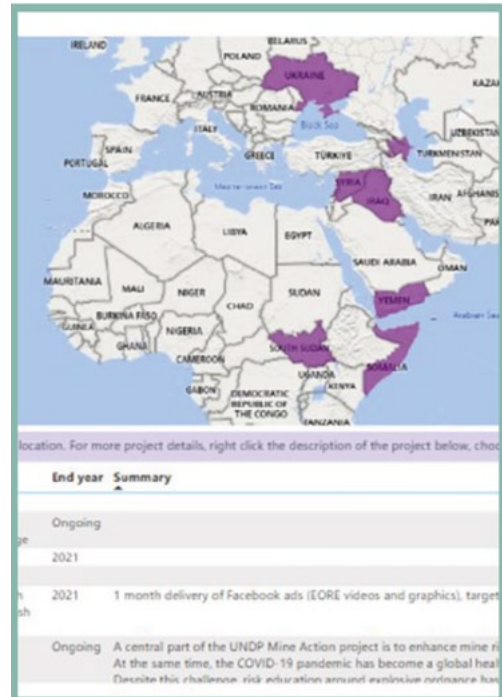 IRELAND
BELARUS
POLAND
UKRAINE
KAZAK
FRANCE
AUSTRIA
ROMANIA
ITALY
Black Sea
UZBEKISTAN
SPAIN
PORTUGAL
GREECE
TÜRKIYE
TURKMENISTAN
Mediterranean Sea
SYRIA
IRAQ
IRAN
AFGHANIS
MOROCCO
ALGERIA
LIBYA
EGYPT
SAUDI ARABIA
OMAN
MAURITANIA
MALI
NIGER
CHAD
SUDAN
YEMEN
Arabian Sea
BURKINA FASO
GUINEA
GHANA
NIGERIA
SOUTH SUDAN
SOMALIA
CAMEROON
UGANDA
KENYA
GABON
DEMOCRATIC
REPUBLIC OF
THE CONGO
TANZANIA
location. For more project details, right click the description of the project below, choo
End year Summary
Ongoing
ge
2021
2021 1 month delivery of Facebook ads (EORE videos and graphics), target
sh
Ongoing A central part of the UNDP Mine Action project is to enhance mine ri
At the same time, the COVID-19 pandemic has become a global heal
Despite this challenge, risk education around explosive ordnance has